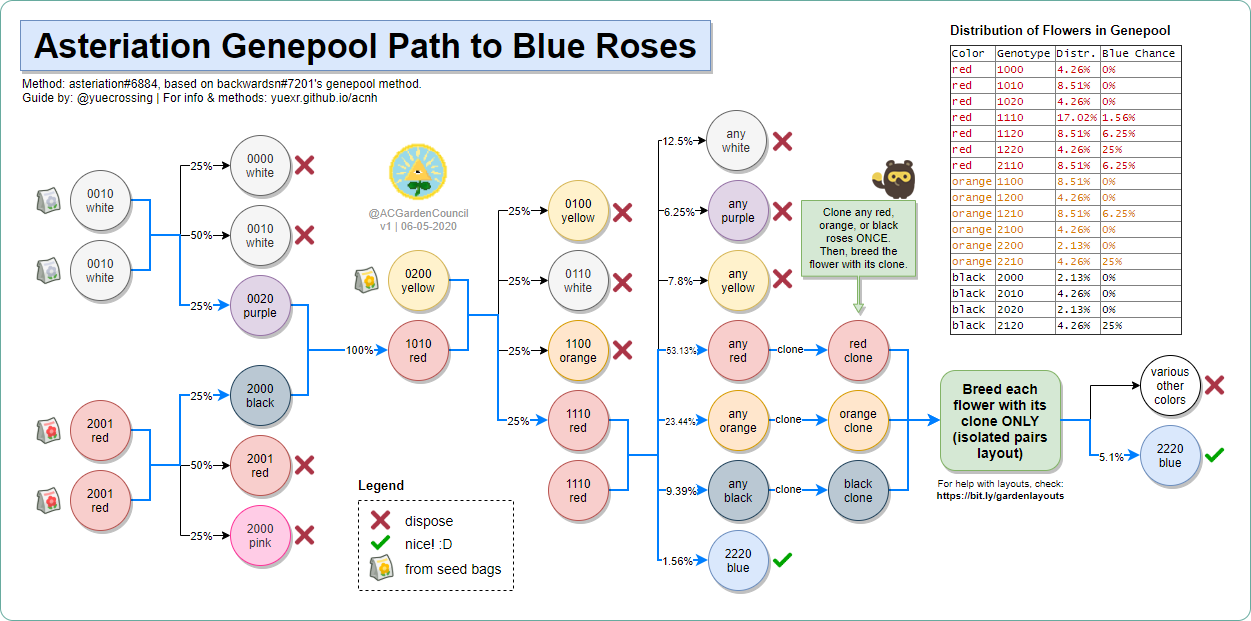 Asteriation Genepool Path to Blue Roses
Method: asteriation#6884, based on backwardsn#7201's genepool method.
Guide by: @yuecrossing | For info & methods: yuexr.github.io/acnh
0010
white
0010
white
25%
0000
white
50%
0010
white
25%
0020
purple
2001
red
2001
red
25%
2000
black
50%
2001
red
25%
2000
pink
@ACGardenCouncil
v1 | 06-05-2020
0200
yellow
100%
1010
red
25%
0100
yellow
25%
0110
white
25%
1100
orange
25%
1110
red
1110
red
12.5%
any
white
6.25%
any
purple
7.8%
any
yellow
53.13%
any
red
clone
red
clone
23.44%
any
orange
clone
orange
clone
9.39%
any
black
clone
black
clone
1.56%
2220
blue
Clone any red,
orange, or black
roses ONCE.
Then, breed the
flower with its clone.
Breed each
flower with its
clone ONLY
(isolated pairs
layout)
For help with layouts, check:
https://bit.ly/gardenlayouts
various
other
colors
5.1%
2220
blue
Legend
dispose
nice! :D
from seed bags
Distribution of Flowers in Genepool
Color Genotype Distr. Blue Chance
red 1000 4.26% 0%
red 1010 8.51% 0%
red 1020 4.26% 0%
red 1110 17.02% 1.56%
red 1120 8.51% 6.25%
red 1220 4.26% 25%
red 2110 8.51% 6.25%
orange 1100 8.51% 0%
orange 1200 4.26% 0%
orange 1210 8.51% 6.25%
orange 2100 4.26% 0%
orange 2200 2.13% 0%
orange 2210 4.26% 25%
black 2000 2.13% 0%
black 2010 4.26% 0%
black 2020 2.13% 0%
black 2120 4.26% 25%